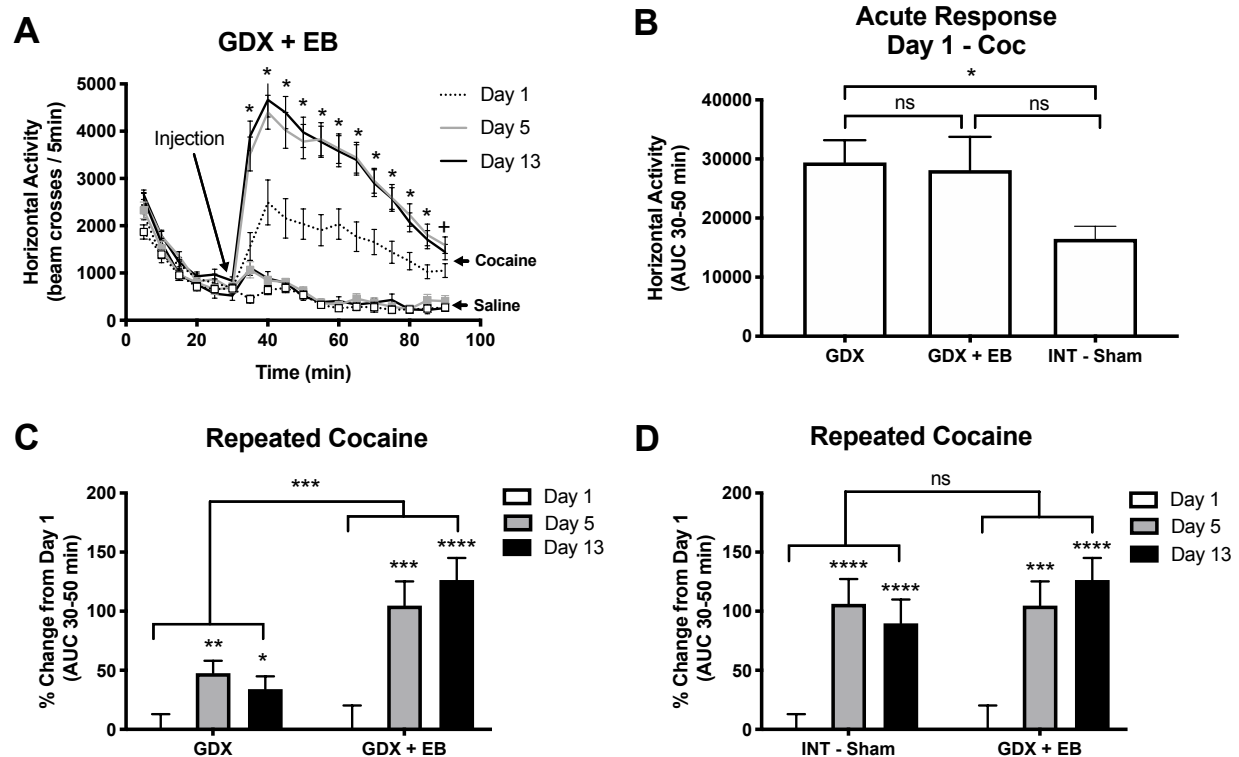 A
GDX + EB
Horizontal Activity
(beam crosses / 5min)
5000
4000
3000
2000
1000
0
0 20 40 60 80 100
Time (min)
Injection
* * * * * * * * * * * +
Day 1
Day 5
Day 13
Cocaine
Saline
B
Acute Response
Day 1 - Coc
Horizontal Activity
(AUC 30-50 min)
40000
30000
20000
10000
0
*
ns ns
GDX GDX + EB INT - Sham
C
Repeated Cocaine
% Change from Day 1
(AUC 30-50 min)
200
150
100
50
0
***
** *
*** ****
GDX GDX + EB
Day 1
Day 5
Day 13
D
Repeated Cocaine
% Change from Day 1
(AUC 30-50 min)
200
150
100
50
0
ns
**** ****
*** ****
INT - Sham GDX + EB
Day 1
Day 5
Day 13